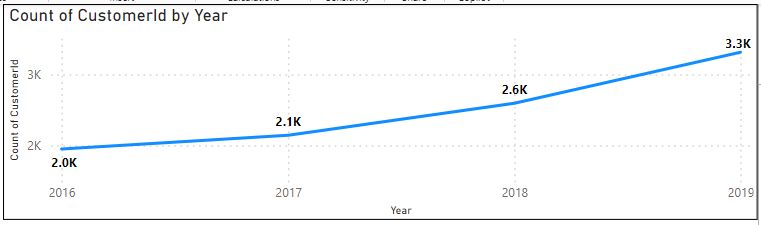 Count of CustomerId by Year
Count of CustomerId
3K
2K
2.0K
2.1K
2.6K
3.3K
2016 2017 2018 2019
Year